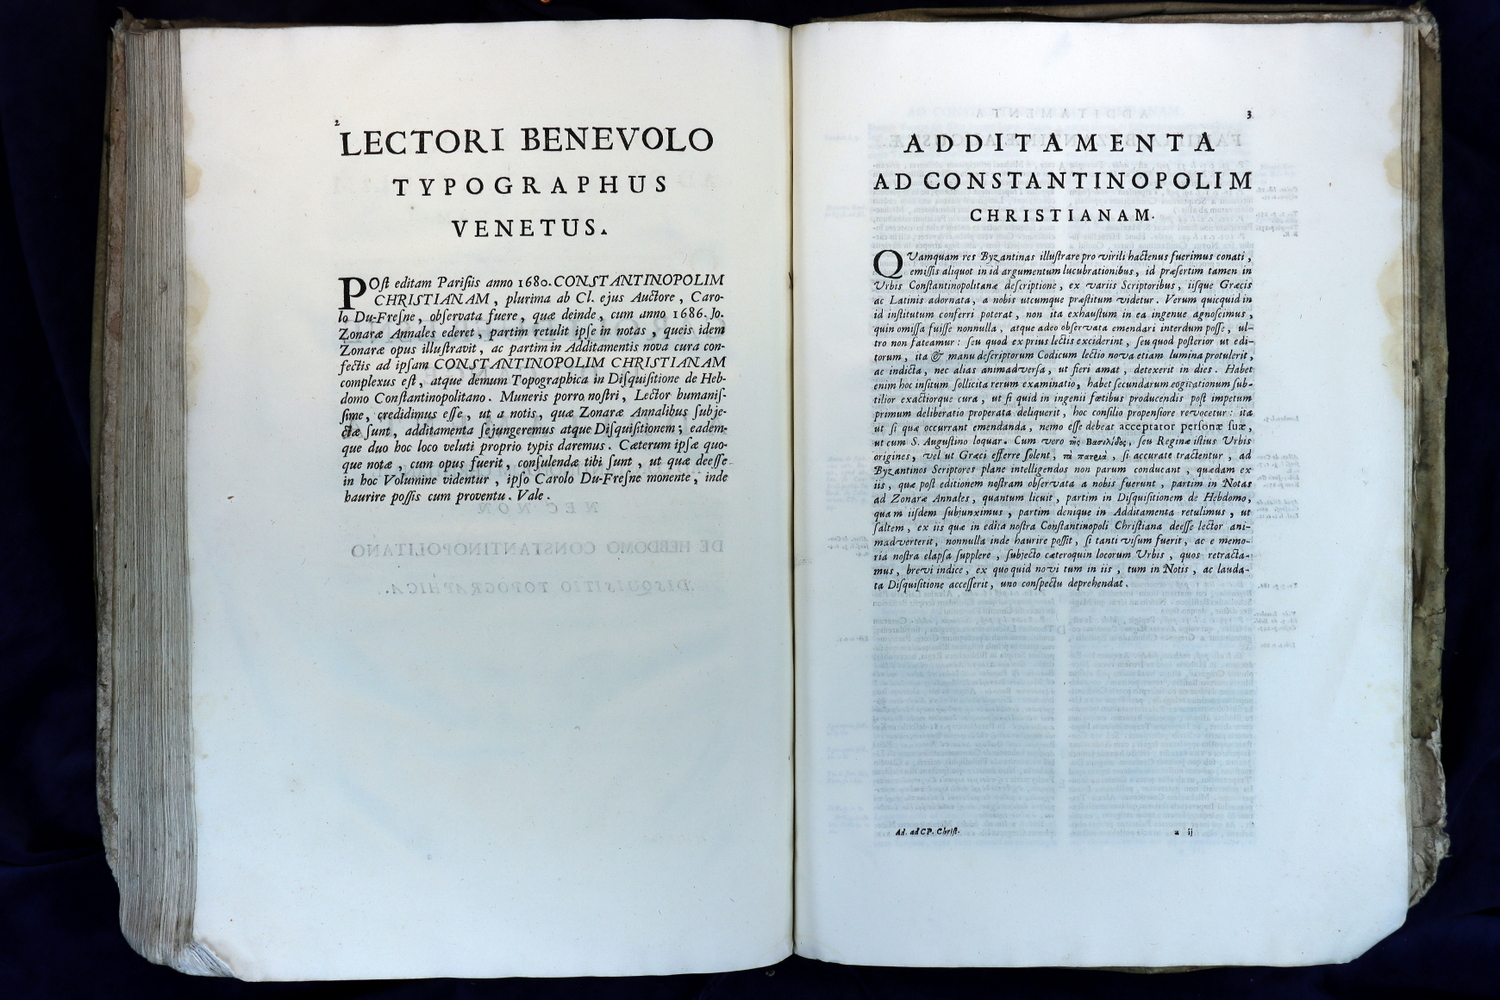 2
LECTORI BENEVOLO
TYPOGRAPHUS
VENETUS.
POſt editam Pariſiis anno 1680. CONSTANTINOPOLIM
CHRISTIANAM, plurima ab Cl. ejus Auctore, Caro-
lo Du-Freſne, obſervata fuere, quæ deinde, cum anno 1686. Jo.
Zonaræ Annales ederet, partim retulit ipſe in notas, queis idem
Zonaræ opus illuſtravit, ac partim in Additamentis nova cura con-
fectis ad ipſam CONSTANTINOPOLIM CHRISTIANAM
complexus eſt, atque demum Topographica in Diſquiſitione de Heb-
domo Conſtantinopolitano. Muneris porro noſtri, Lector humaniſ-
ſime, credidimus eſſe, ut a notis, quæ Zonaræ Annalibus ſubje-
ctæ ſunt, additamenta ſejungeremus atque Diſquiſitionem; eadem-
que duo hoc loco veluti proprio typis daremus. Cæterum ipſæ quo-
que notæ, cum opus fuerit, conſulendæ tibi ſunt, ut quæ deeſſe
in hoc Volumine videntur, ipſo Carolo Du-Freſne monente, inde
haurire poſſis cum proventu. Vale.
3
ADDITAMENTA
AD CONSTANTINOPOLIM
CHRISTIANAM.
QUamquam res Byzantinas illuſtrare pro virili hactenus fuerimus conati,
emiſſis aliquot in id argumentum lucubrationibus, id præſertim tamen in
Urbis Conſtantinopolitanæ deſcriptione, ex variis Scriptoribus, iiſque Græcis
ac Latinis adornata, a nobis utcumque præſtitum videtur. Verum quicquid in
id inſtitutum conferri poterat, non ita exhauſtum in ea ingenue agnoſcimus,
quin omiſſa fuiſſe nonnulla, atque adeo obſervata emendari interdum poſſe, ul-
tro non fateamur: ſeu quod ex prius lectis exciderint, ſeu quod poſterior ut edi-
torum, ita & manu deſcriptorum Codicum lectio nova etiam lumina protulerit,
ac indicta, nec alias animadverſa, ut fieri amat, detexerit in dies. Habet
enim hoc inſitum ſollicita rerum examinatio, habet ſecundarum cogitationum ſub-
tilior exactiorque cura, ut ſi quid in ingenii fœtibus producendis poſt impetum
primum deliberatio properata deliquerit, hoc conſilio propenſiore revocetur: ita
ut ſi quæ occurrant emendanda, nemo eſſe debeat acceptator perſonæ ſuæ,
ut cum S. Auguſtino loquar. Cum vero τῆς Βασιλίδος, ſeu Reginæ iſtius Urbis
origines, vel ut Græci efferre ſolent, τὰ πατρια, ſi accurate tractentur, ad
Byzantinos Scriptores plane intelligendos non parum conducant, quædam ex
iis, quæ poſt editionem noſtram obſervata a nobis fuerunt, partim in Notas
ad Zonaræ Annales, quantum licuit, partim in Diſquiſitionem de Hebdomo,
quam iiſdem ſubjunximus, partim denique in Additamenta retulimus, ut
ſaltem, ex iis quæ in edita noſtra Conſtantinopoli Chriſtiana deeſſe lector ani-
madverterit, nonnulla inde haurire poſſit, ſi tanti viſum fuerit, ac e memo-
ria noſtra elapſa ſupplere, ſubjecto cæteroquin locorum Urbis, quos retracta-
mus, brevi indice, ex quo quid novi tum in iis, tum in Notis, ac lauda-
ta Diſquiſitione acceſſerit, uno conſpectu deprehendat.
Ad. ad CP. Chriſt. a ij